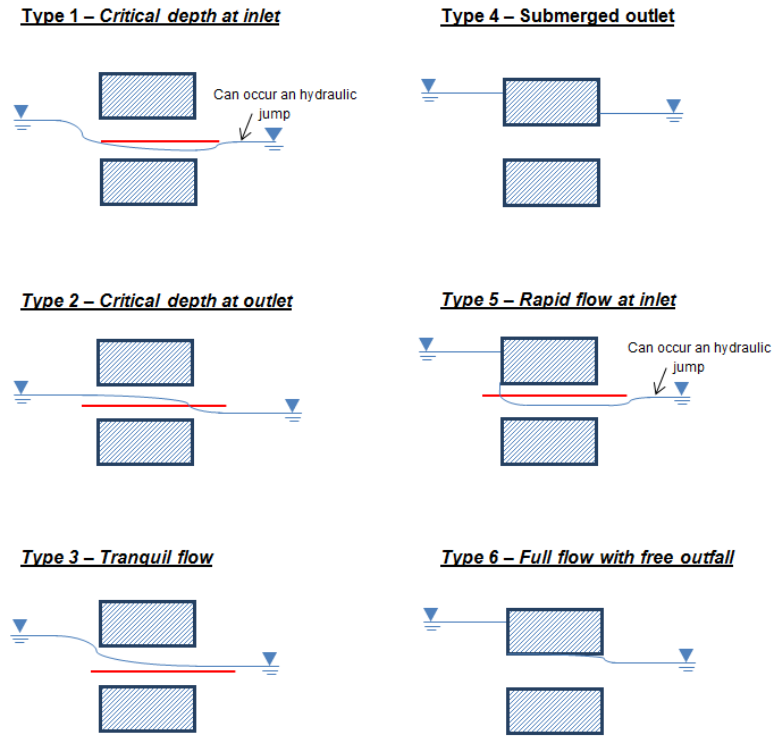 Type 1 – Critical depth at inlet
Can occur an hydraulic
jump
Type 4 – Submerged outlet
Type 2 – Critical depth at outlet
Type 5 – Rapid flow at inlet
Can occur an hydraulic
jump
Type 3 – Tranquil flow
Type 6 – Full flow with free outfall